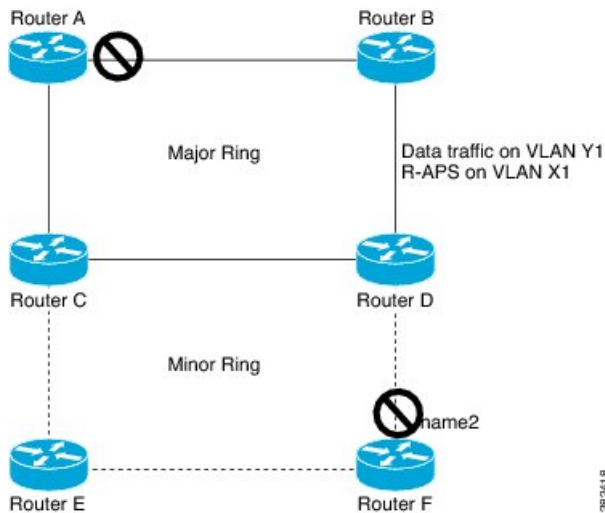 Router A
Router B
Major Ring
Data traffic on VLAN Y1
R-APS on VLAN X1
Router C
Router D
Minor Ring
name2
Router E
Router F
282418